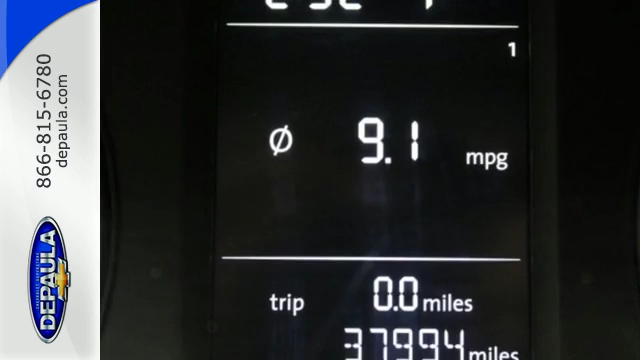 1
Ø 9.1 mpg
trip 0.0 miles
37994 miles
866-815-6780
depaula.com
DEPAULA